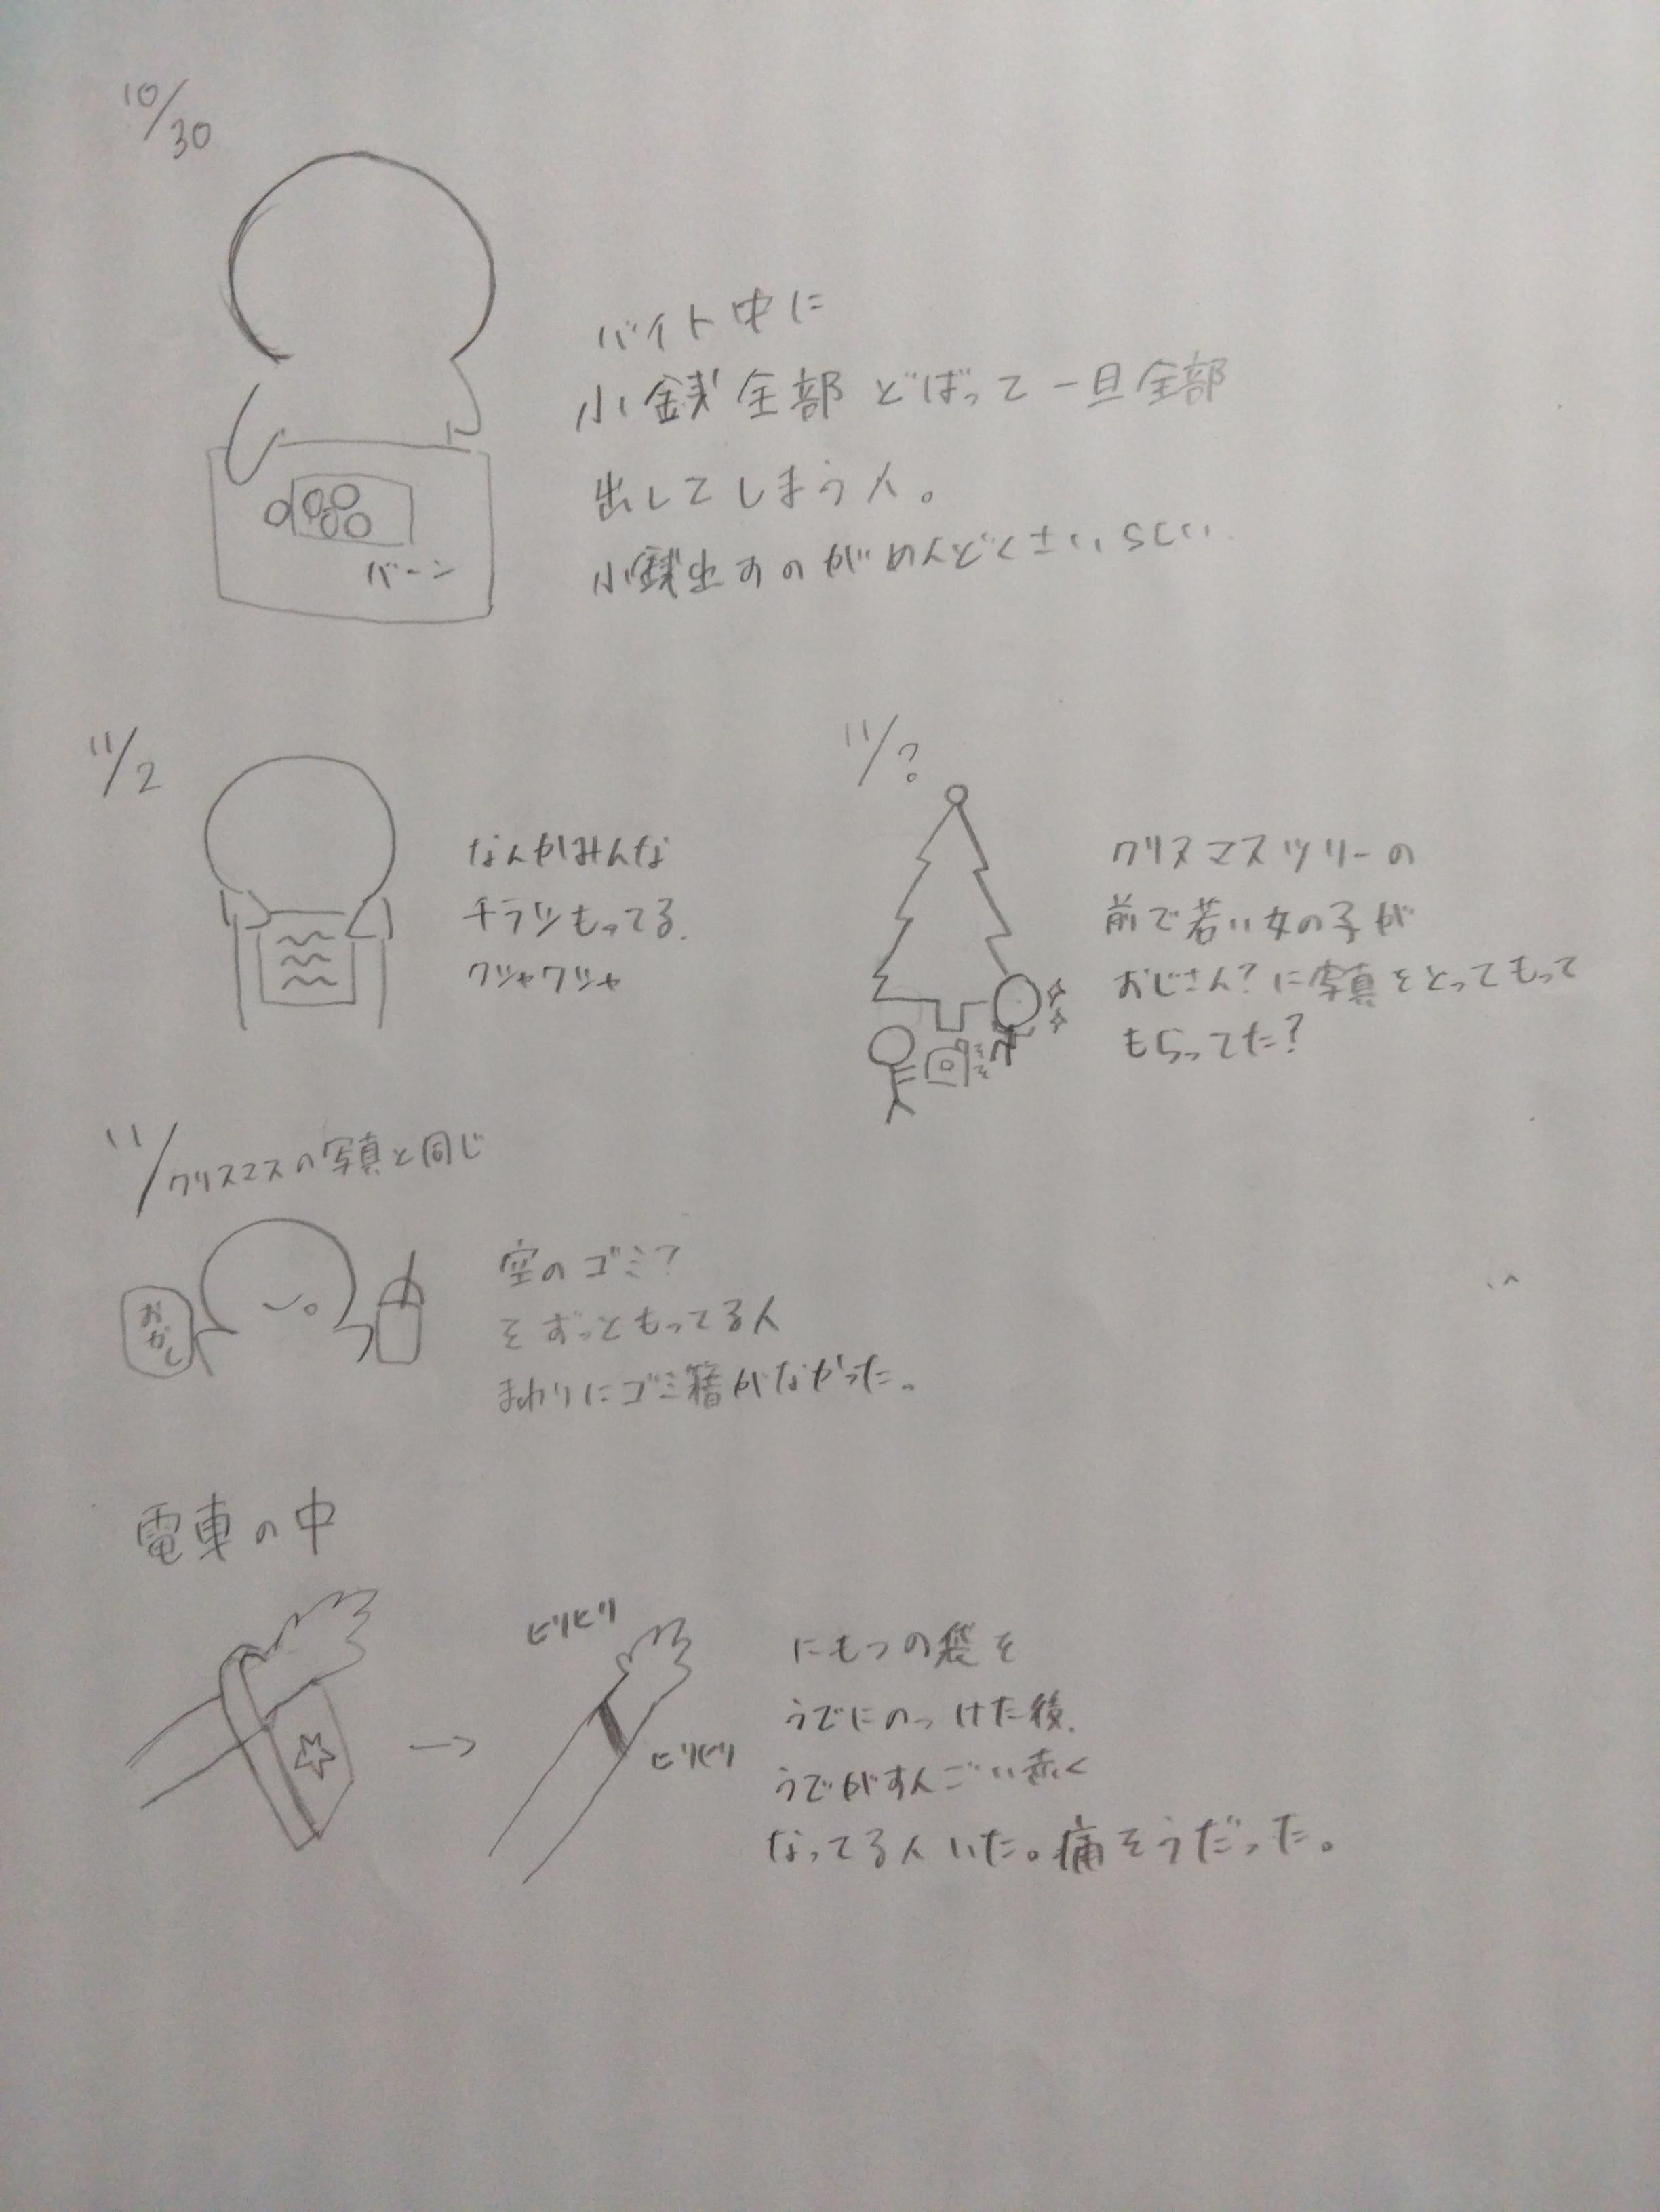 10/30
バイト中に
小銭全部どばって一旦全部
出してしまう人。
小銭出すのがめんどくさいらしい
バーン
11/2
なんかみんな
チラシもってる.
クシャクシャ
11/?
クリスマスツリーの
前で若い女の子が
おじさん?に写真をとってもって
もらってた?
11/クリスマスの写真と同じ
おかし
空のゴミ?
をずっともってる人
まわりにゴミ箱がなかった。
電車の中
→
ビリビリ
ビリビリ
にもつの袋を
うでにのっけた後.
うでがすんごい赤く
なってる人いた。痛そうだった。